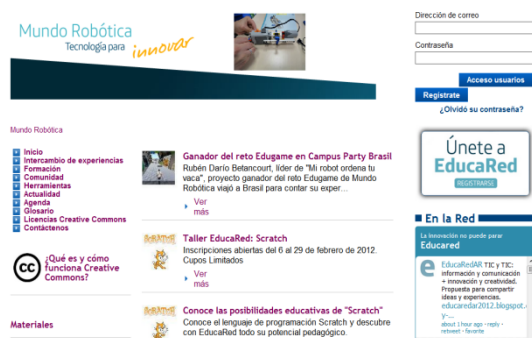 Mundo Robótica
Tecnología para innovar
Dirección de correo
Contraseña
Acceso usuarios
Regístrate
¿Olvidó su contraseña?
Mundo Robótica
Inicio
Intercambio de experiencias
Formación
Comunidad
Herramientas
Actualidad
Agenda
Glosario
Licencias Creative Commons
Contáctenos
cc
¿Qué es y cómo
funciona Creative
Commons?
Materiales
Ganador del reto Edugame en Campus Party Brasil
Rubén Darío Betancourt, líder de "Mi robot ordena tu
vaca", proyecto ganador del reto Edugame de Mundo
Robótica viajó a Brasil para contar su exper...
Ver
más
SCRATCH
Taller EducaRed: Scratch
Inscripciones abiertas del 6 al 29 de febrero de 2012.
Cupos Limitados
Ver
más
SCRATCH
Conoce las posibilidades educativas de "Scratch"
Conoce el lenguaje de programación Scratch y descubre
con EducaRed todo su potencial pedagógico.
Únete a
EducaRed
REGISTRARSE
En la Red
La innovación no puede parar
Educared
EducaRedAR TIC y TIC:
información y comunicación
+ innovación y creatividad.
Propuesta para compartir
ideas y experiencias.
educaredar2012.blogspot.
y-...
about 1 hour ago · reply ·
retweet · favorite